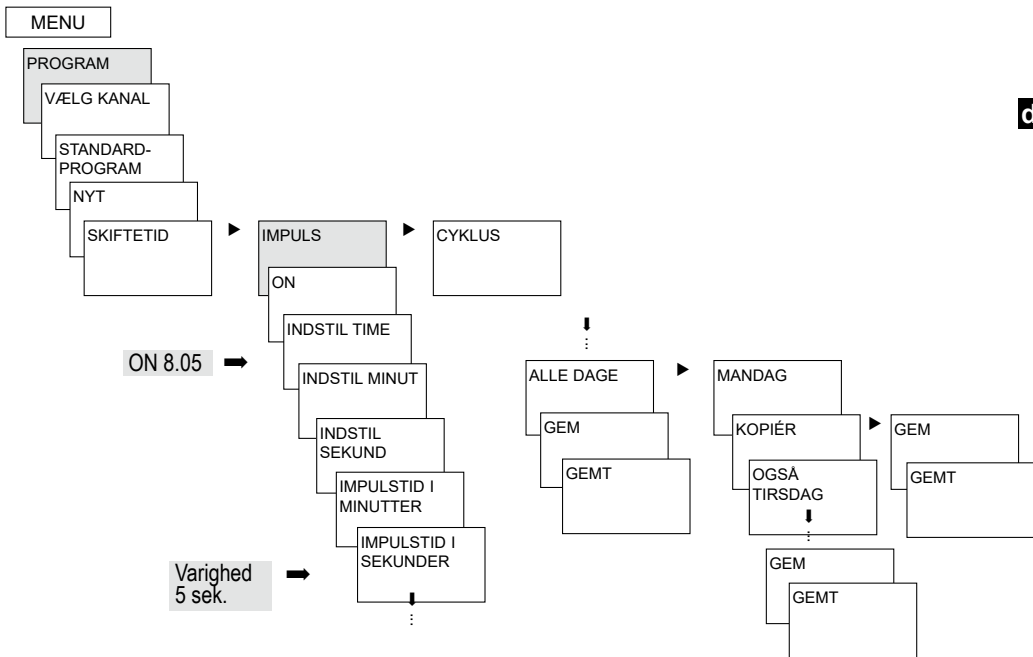 MENU
PROGRAM
VÆLG KANAL
STANDARD-
PROGRAM
NYT
SKIFTETID
IMPULS
CYKLUS
ON
INDSTIL TIME
ON 8.05
INDSTIL MINUT
INDSTIL
SEKUND
IMPULSTID I
MINUTTER
IMPULSTID I
SEKUNDER
Varighed
5 sek.
ALLE DAGE
GEM
GEMT
MANDAG
KOPIÉR
OGSÅ
TIRSDAG
GEM
GEMT
GEM
GEMT